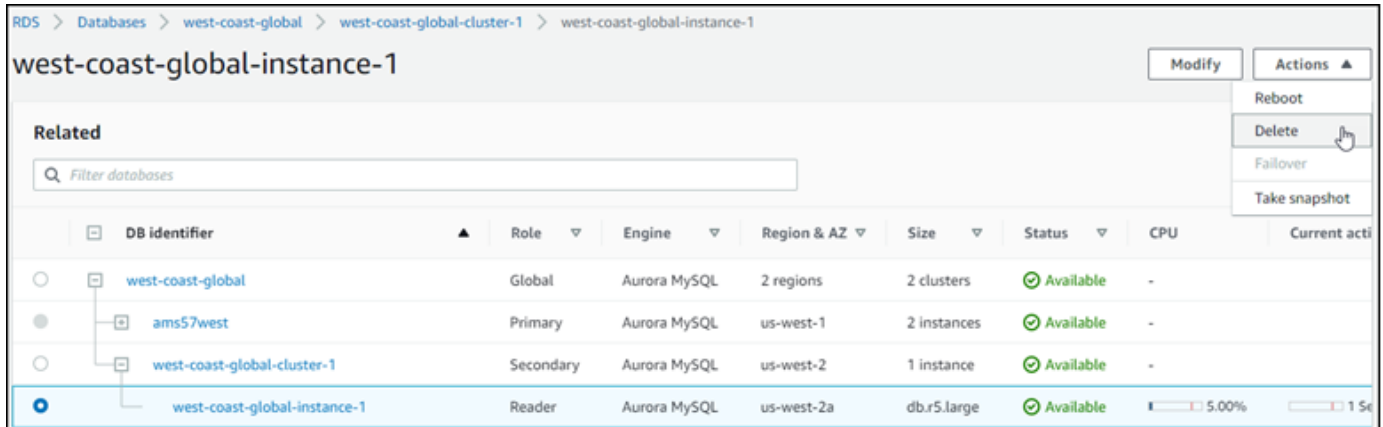 RDS > Databases > west-coast-global > west-coast-global-cluster-1 > west-coast-global-instance-1
west-coast-global-instance-1
Modify
Actions
Reboot
Delete
Failover
Take snapshot
Related
Filter databases
DB identifier Role Engine Region & AZ Size Status CPU Current acti
west-coast-global Global Aurora MySQL 2 regions 2 clusters Available -
ams57west Primary Aurora MySQL us-west-1 2 instances Available -
west-coast-global-cluster-1 Secondary Aurora MySQL us-west-2 1 instance Available -
west-coast-global-instance-1 Reader Aurora MySQL us-west-2a db.r5.large Available 5.00% 1 Se